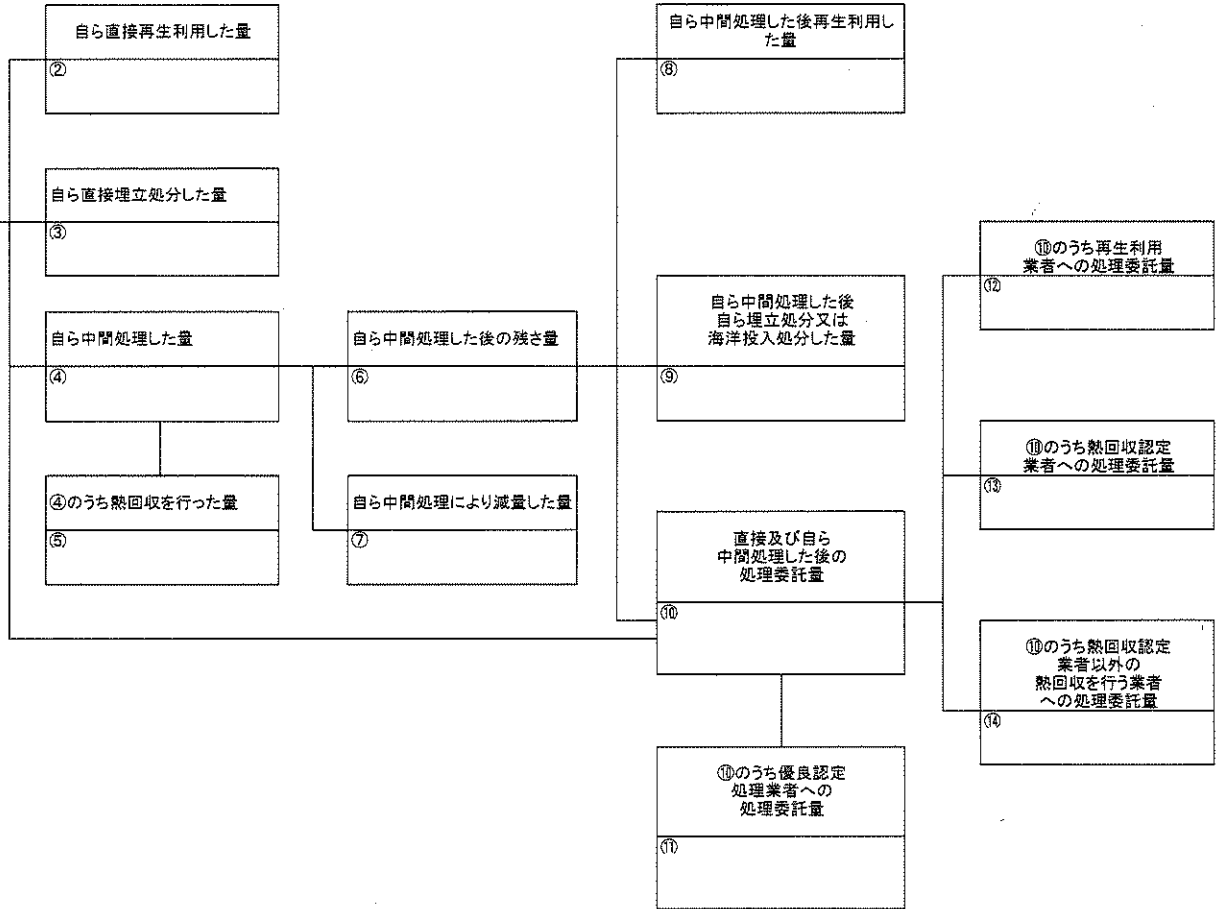 自ら直接再生利用した量
②
自ら直接埋立処分した量
③
自ら中間処理した量
④
④のうち熱回収を行った量
⑤
自ら中間処理した後の残さ量
⑥
自ら中間処理により減量した量
⑦
自ら中間処理した後再生利用し
た量
⑧
自ら中間処理した後
自ら埋立処分又は
海洋投入処分した量
⑨
直接及び自ら
中間処理した後の
処理委託量
⑩
⑩のうち優良認定
処理業者への
処理委託量
⑪
⑩のうち再生利用
業者への処理委託量
⑫
⑩のうち熱回収認定
業者への処理委託量
⑬
⑩のうち熱回収認定
業者以外の
熱回収を行う業者
への処理委託量
⑭